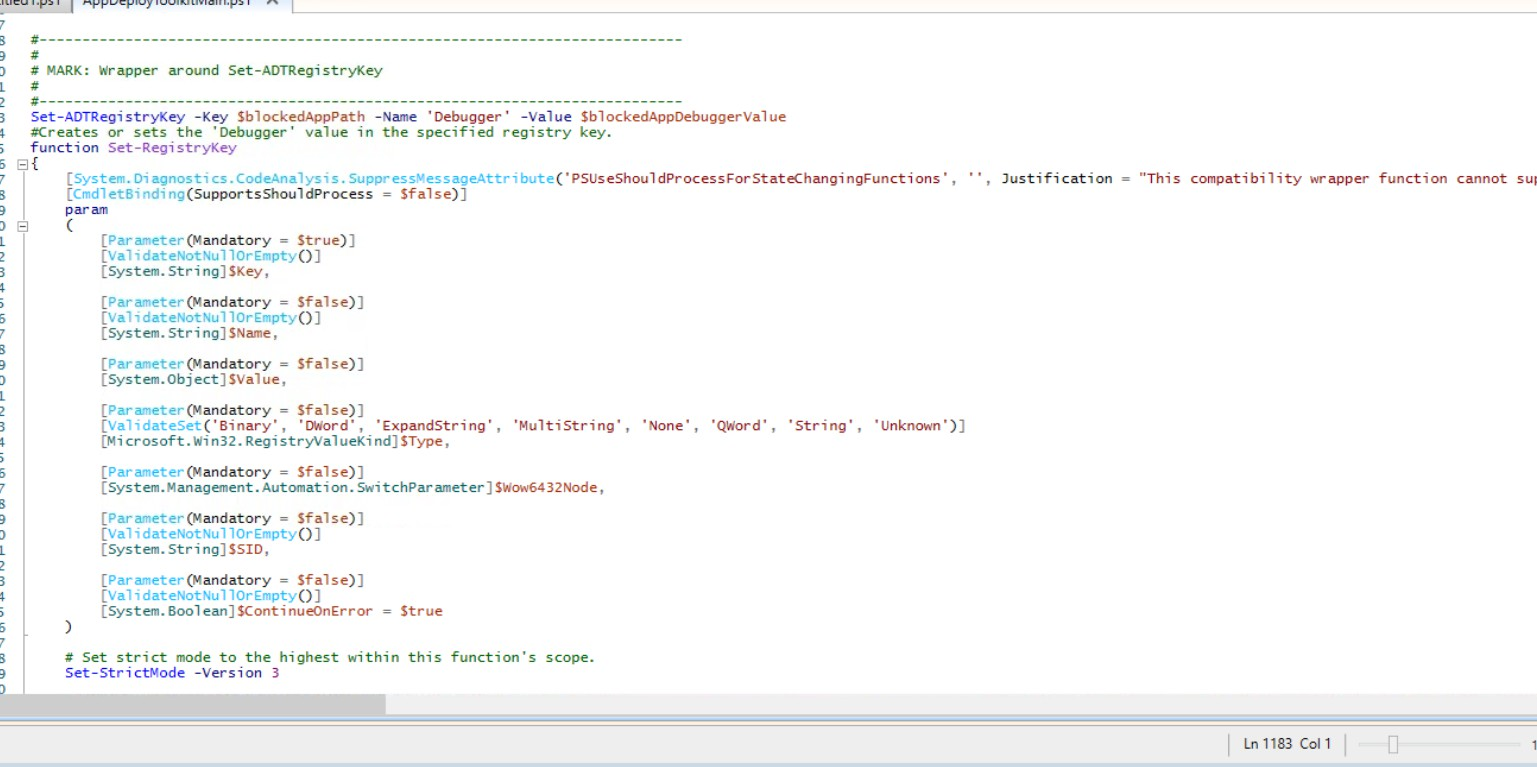 AppDeployToolkitMain.ps1
#---------------------------------------------------------------------------
#
# MARK: Wrapper around Set-ADTRegistryKey
#
#---------------------------------------------------------------------------
Set-ADTRegistryKey -Key $blockedAppPath -Name 'Debugger' -Value $blockedAppDebuggerValue
#Creates or sets the 'Debugger' value in the specified registry key.
function Set-RegistryKey
{
[System.Diagnostics.CodeAnalysis.SuppressMessageAttribute('PSUseShouldProcessForStateChangingFunctions', '', Justification = "This compatibility wrapper function cannot
[CmdletBinding(SupportsShouldProcess = $false)]
param
(
[Parameter(Mandatory = $true)]
[ValidateNotNullOrEmpty()]
[System.String]$Key,
[Parameter(Mandatory = $false)]
[ValidateNotNullOrEmpty()]
[System.String]$Name,
[Parameter(Mandatory = $false)]
[System.Object]$Value,
[Parameter(Mandatory = $false)]
[ValidateSet('Binary', 'DWord', 'ExpandString', 'MultiString', 'None', 'QWord', 'String', 'Unknown')]
[Microsoft.Win32.RegistryValueKind]$Type,
[Parameter(Mandatory = $false)]
[System.Management.Automation.SwitchParameter]$Wow6432Node,
[Parameter(Mandatory = $false)]
[ValidateNotNullOrEmpty()]
[System.String]$SID,
[Parameter(Mandatory = $false)]
[ValidateNotNullOrEmpty()]
[System.Boolean]$ContinueOnError = $true
)
# Set strict mode to the highest within this function's scope.
Set-StrictMode -Version 3
Ln 1183 Col 1